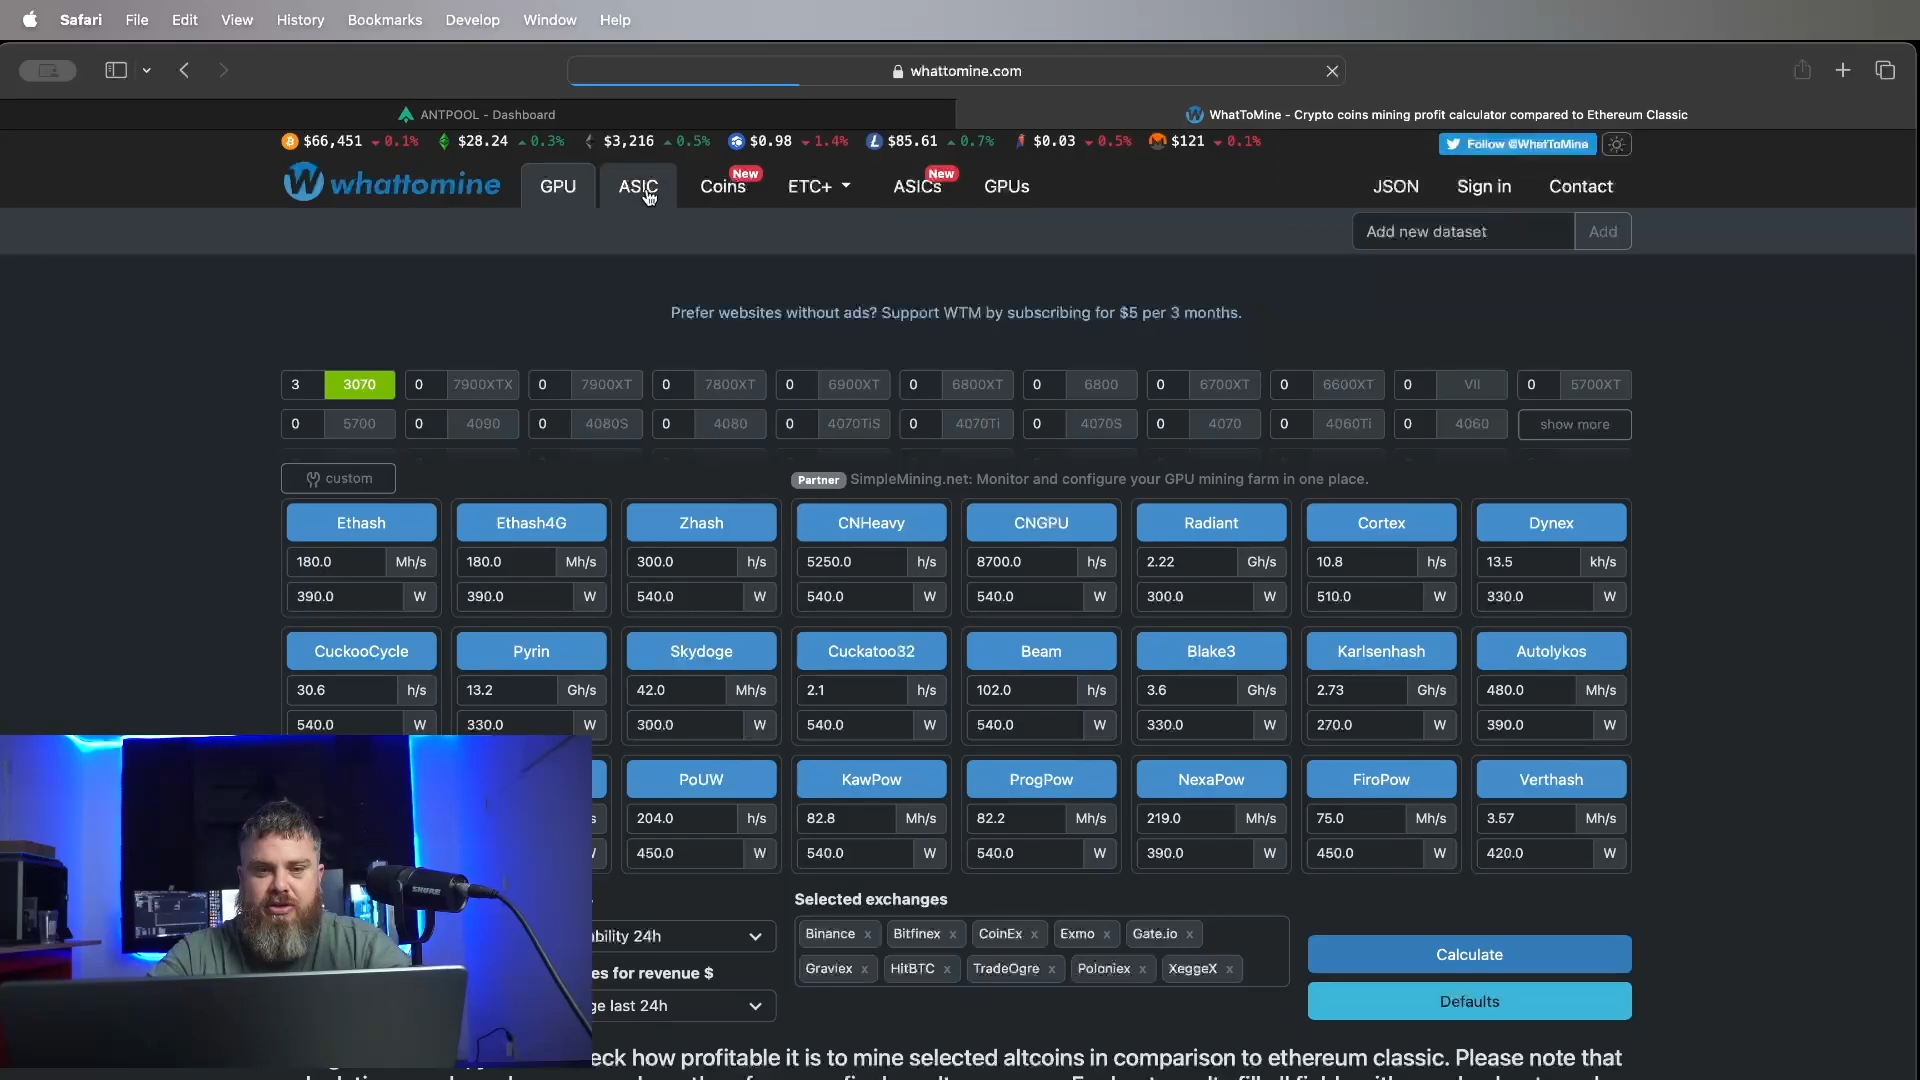 Safari File Edit View History Bookmarks Develop Window Help
whattomine.com
ANTPOOL - Dashboard
WhatToMine - Crypto coins mining profit calculator compared to Ethereum Classic
$66,451 0.1% $28.24 0.3% $3,216 0.5% $0.98 1.4% $85.61 0.7% $0.03 0.5% $121 0.1%
Follow @WhatToMine
whattomine GPU ASIC Coins New ETC+ ASICs New GPUs JSON Sign in Contact
Add new dataset Add
Prefer websites without ads? Support WTM by subscribing for $5 per 3 months.
3 3070 0 7900XTX 0 7900XT 0 7800XT 0 6900XT 0 6800XT 0 6800 0 6700XT 0 6600XT 0 VII 0 5700XT
0 5700 0 4090 0 4080S 0 4080 0 4070TiS 0 4070Ti 0 4070S 0 4070 0 4060Ti 0 4060 show more
custom
Partner SimpleMining.net: Monitor and configure your GPU mining farm in one place.
Ethash Ethash4G Zhash CNHeavy CNGPU Radiant Cortex Dynex
180.0 Mh/s 180.0 Mh/s 300.0 h/s 5250.0 h/s 8700.0 h/s 2.22 Gh/s 10.8 h/s 13.5 kh/s
390.0 W 390.0 W 540.0 W 540.0 W 540.0 W 300.0 W 510.0 W 330.0 W
CuckooCycle Pyrin Skydoge Cuckatoo32 Beam Blake3 Karlsenhash Autolykos
30.6 h/s 13.2 Gh/s 42.0 Mh/s 2.1 h/s 102.0 h/s 3.6 Gh/s 2.73 Gh/s 480.0 Mh/s
540.0 W 330.0 W 300.0 W 540.0 W 540.0 W 330.0 W 270.0 W 390.0 W
PoUW KawPow ProgPow NexaPow FiroPow Verthash
204.0 h/s 82.8 Mh/s 82.2 Mh/s 219.0 Mh/s 75.0 Mh/s 3.57 Mh/s
450.0 W 540.0 W 540.0 W 390.0 W 450.0 W 420.0 W
Selected exchanges
bility 24h
Binance x Bitfinex x CoinEx x Exmo x Gate.io x
Graviex x HitBTC x TradeOgre x Poloniex x XeggeX x
Calculate
es for revenue $
ge last 24h
Defaults
SHURE
eck how profitable it is to mine selected altcoins in comparison to ethereum classic. Please note that